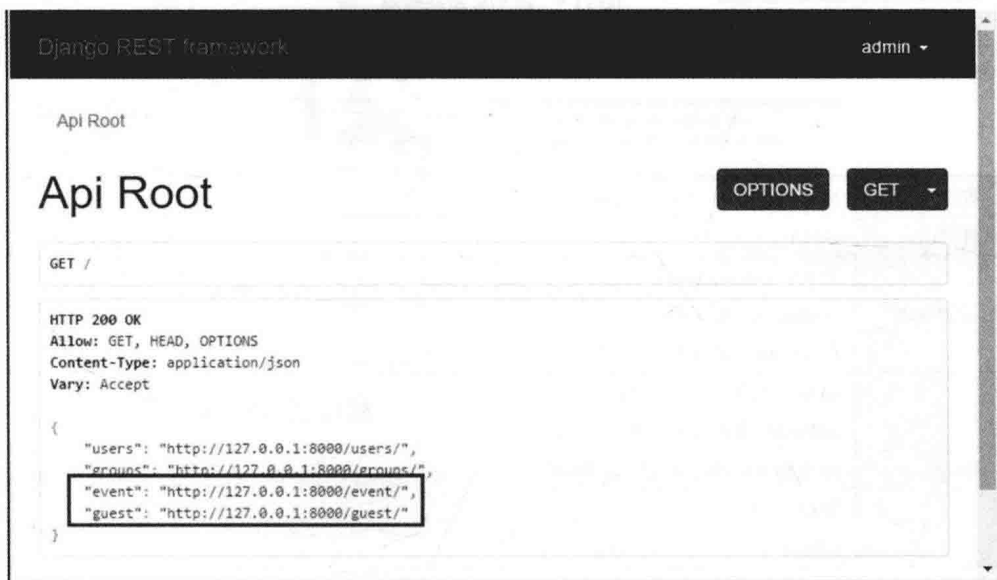 Django REST framework
admin
Api Root
Api Root
OPTIONS
GET
GET /
HTTP 200 OK
Allow: GET, HEAD, OPTIONS
Content-Type: application/json
Vary: Accept
{
"users": "http://127.0.0.1:8000/users/",
"groups": "http://127.0.0.1:8000/groups/",
"event": "http://127.0.0.1:8000/event/",
"guest": "http://127.0.0.1:8000/guest/"
}